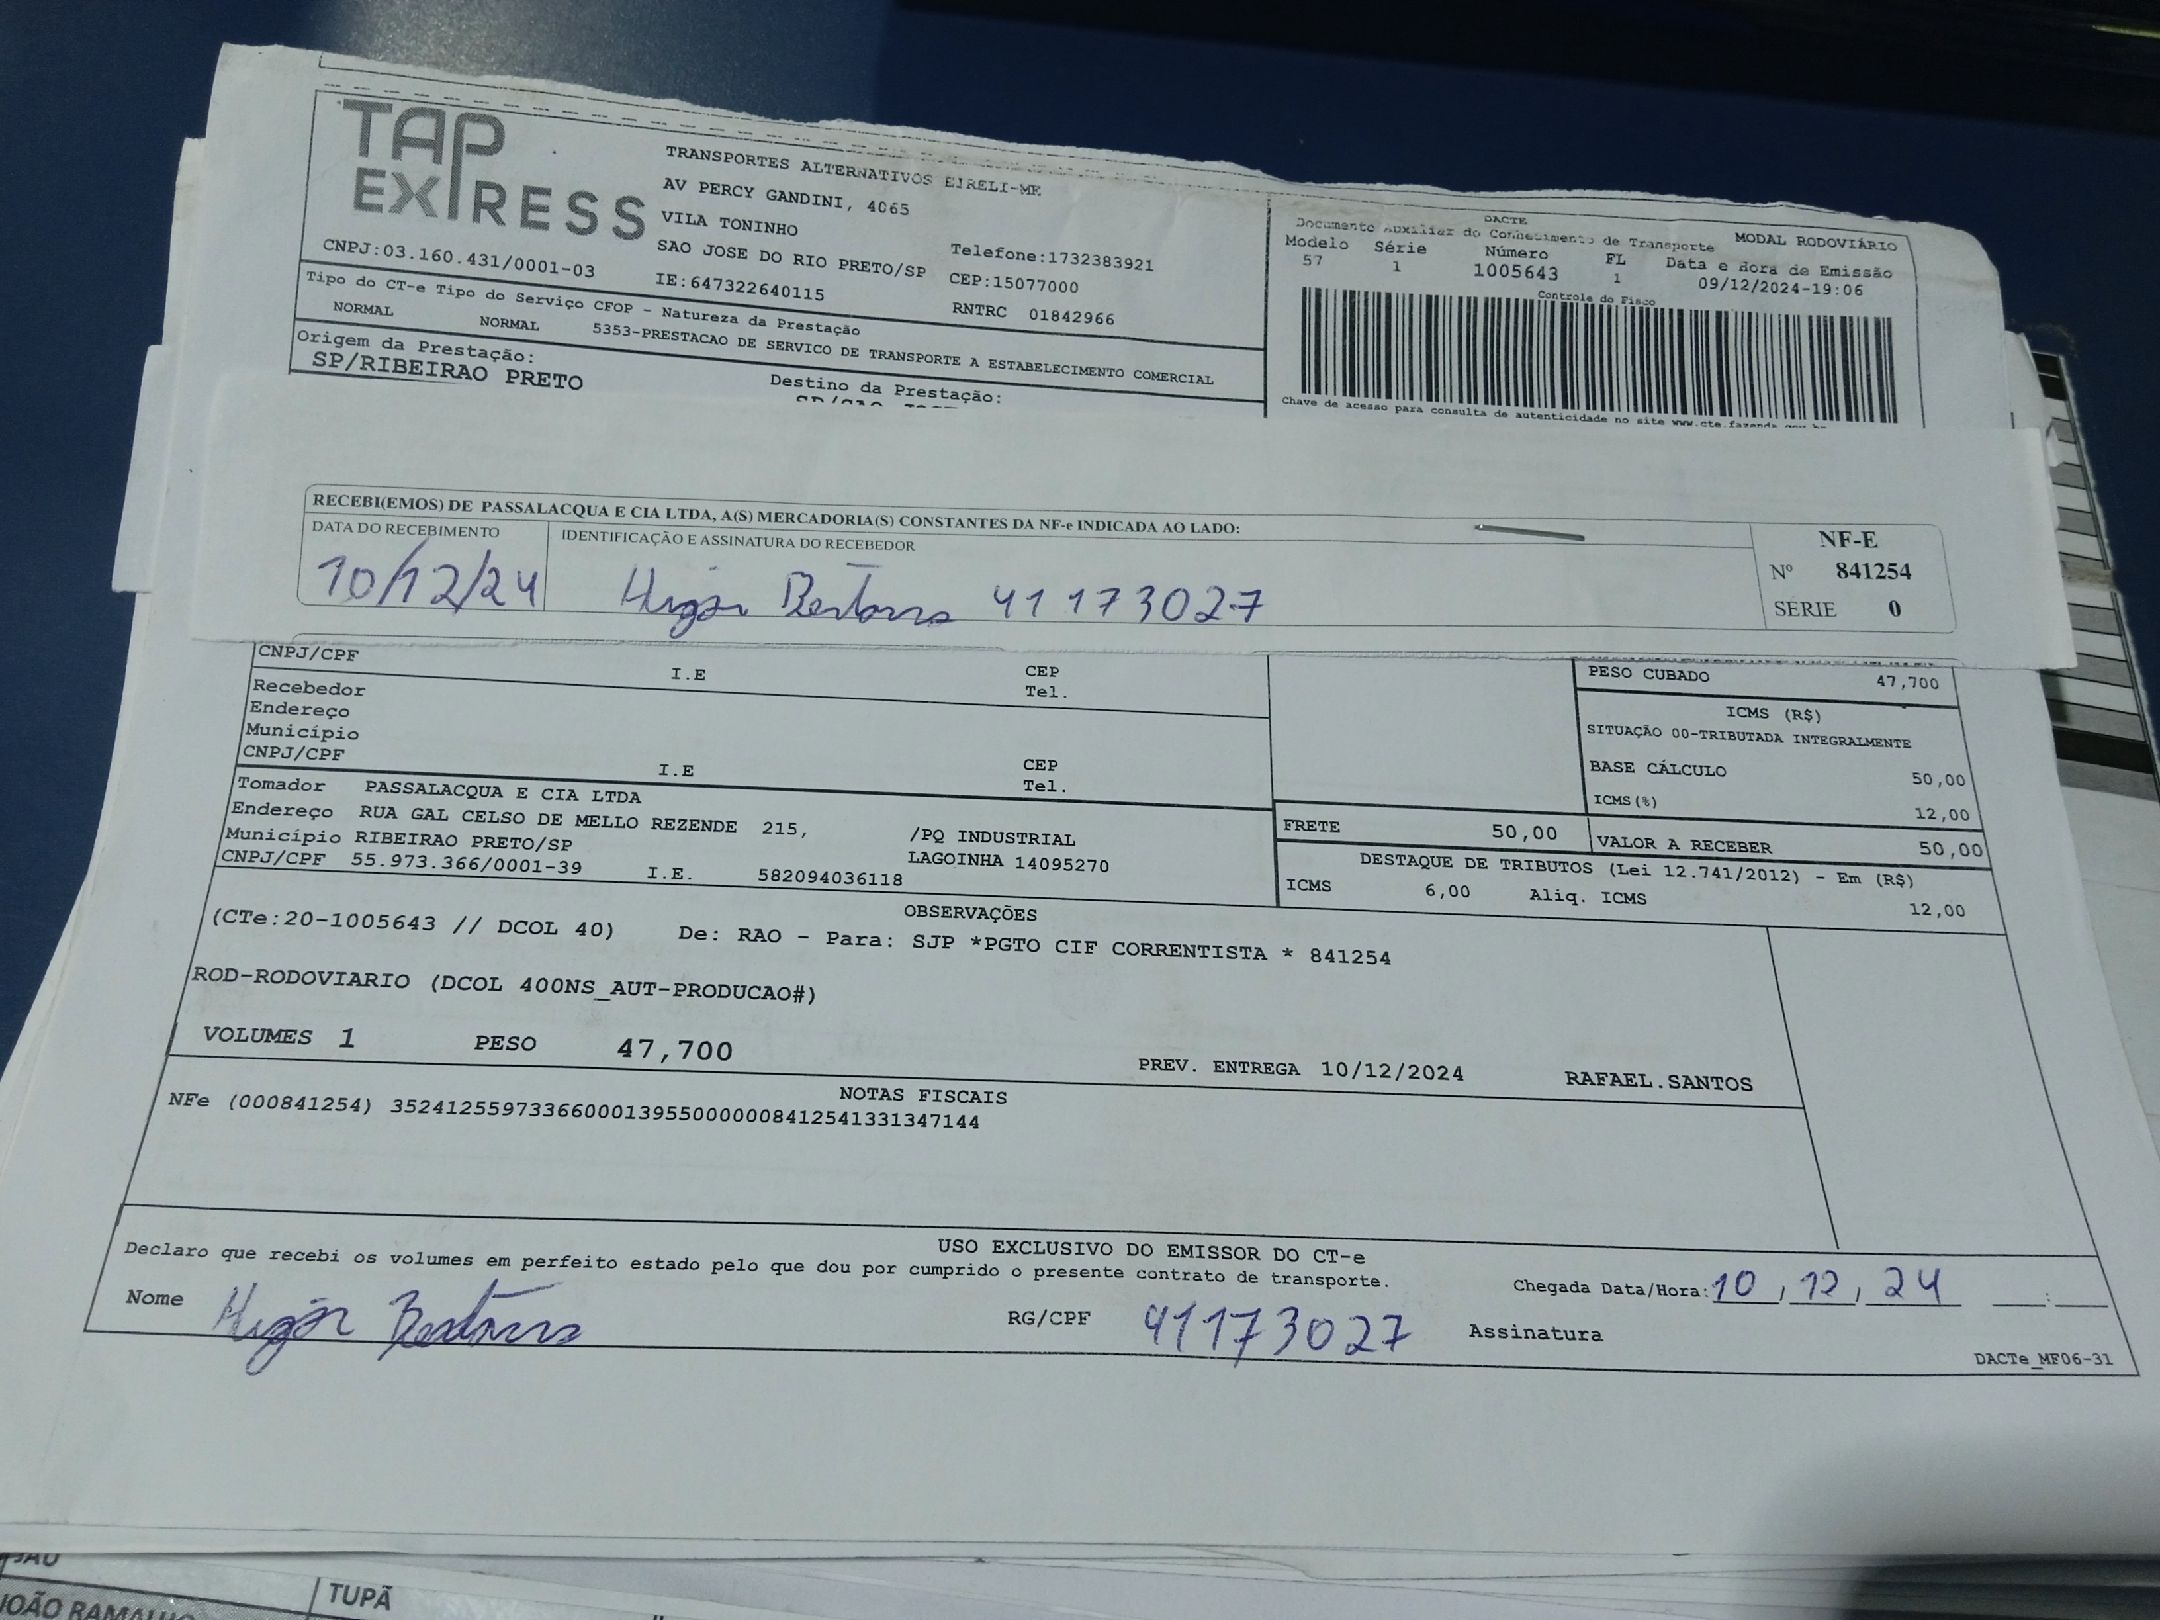 TAP
EXPRESS
TRANSPORTES ALTERNATIVOS EIRELI-ME
AV PERCY GANDINI, 4065
VILA TONINHO
SAO JOSE DO RIO PRETO/SP
Telefone:1732383921
CNPJ:03.160.431/0001-03
IE:647322640115
CEP:15077000
RNTRC 01842966
DACTE
Documento Auxiliar do Conhecimento de Transporte
MODAL RODOVIÁRIO
Modelo Série Número FL Data e Hora de Emissão
57 1 1005643 1 09/12/2024-19:06
Controle do Fisco
Tipo do CT-e Tipo do Serviço CFOP - Natureza da Prestação
NORMAL NORMAL 5353-PRESTACAO DE SERVICO DE TRANSPORTE A ESTABELECIMENTO COMERCIAL
Origem da Prestação:
SP/RIBEIRAO PRETO
Destino da Prestação:
Chave de acesso para consulta de autenticidade no site www.cte.fazenda.gov.br
RECEBI(EMOS) DE PASSALACQUA E CIA LTDA, A(S) MERCADORIA(S) CONSTANTES DA NF-e INDICADA AO LADO:
DATA DO RECEBIMENTO
IDENTIFICAÇÃO E ASSINATURA DO RECEBEDOR
10/12/24
41173027
NF-E
Nº 841254
SÉRIE 0
CNPJ/CPF I.E CEP
Tel.
Recebedor
Endereço
Município
CNPJ/CPF I.E CEP
Tel.
PESO CUBADO 47,700
ICMS (R$)
SITUAÇÃO 00-TRIBUTADA INTEGRALMENTE
BASE CÁLCULO 50,00
ICMS(%) 12,00
Tomador PASSALACQUA E CIA LTDA
Endereço RUA GAL CELSO DE MELLO REZENDE 215, /PQ INDUSTRIAL
Município RIBEIRAO PRETO/SP LAGOINHA 14095270
CNPJ/CPF 55.973.366/0001-39 I.E. 582094036118
FRETE 50,00 VALOR A RECEBER 50,00
DESTAQUE DE TRIBUTOS (Lei 12.741/2012) - Em (R$)
ICMS 6,00 Aliq. ICMS 12,00
OBSERVAÇÕES
(CTe:20-1005643 // DCOL 40) De: RAO - Para: SJP *PGTO CIF CORRENTISTA * 841254
ROD-RODOVIARIO (DCOL 400NS_AUT-PRODUCAO#)
VOLUMES 1 PESO 47,700 PREV. ENTREGA 10/12/2024 RAFAEL.SANTOS
NOTAS FISCAIS
NFe (000841254) 35241255973366000139550000008412541331347144
USO EXCLUSIVO DO EMISSOR DO CT-e
Declaro que recebi os volumes em perfeito estado pelo que dou por cumprido o presente contrato de transporte.
Chegada Data/Hora: 10, 12, 24 :
Nome
RG/CPF 41173027 Assinatura
DACTe_MF06-31
TUPÃ